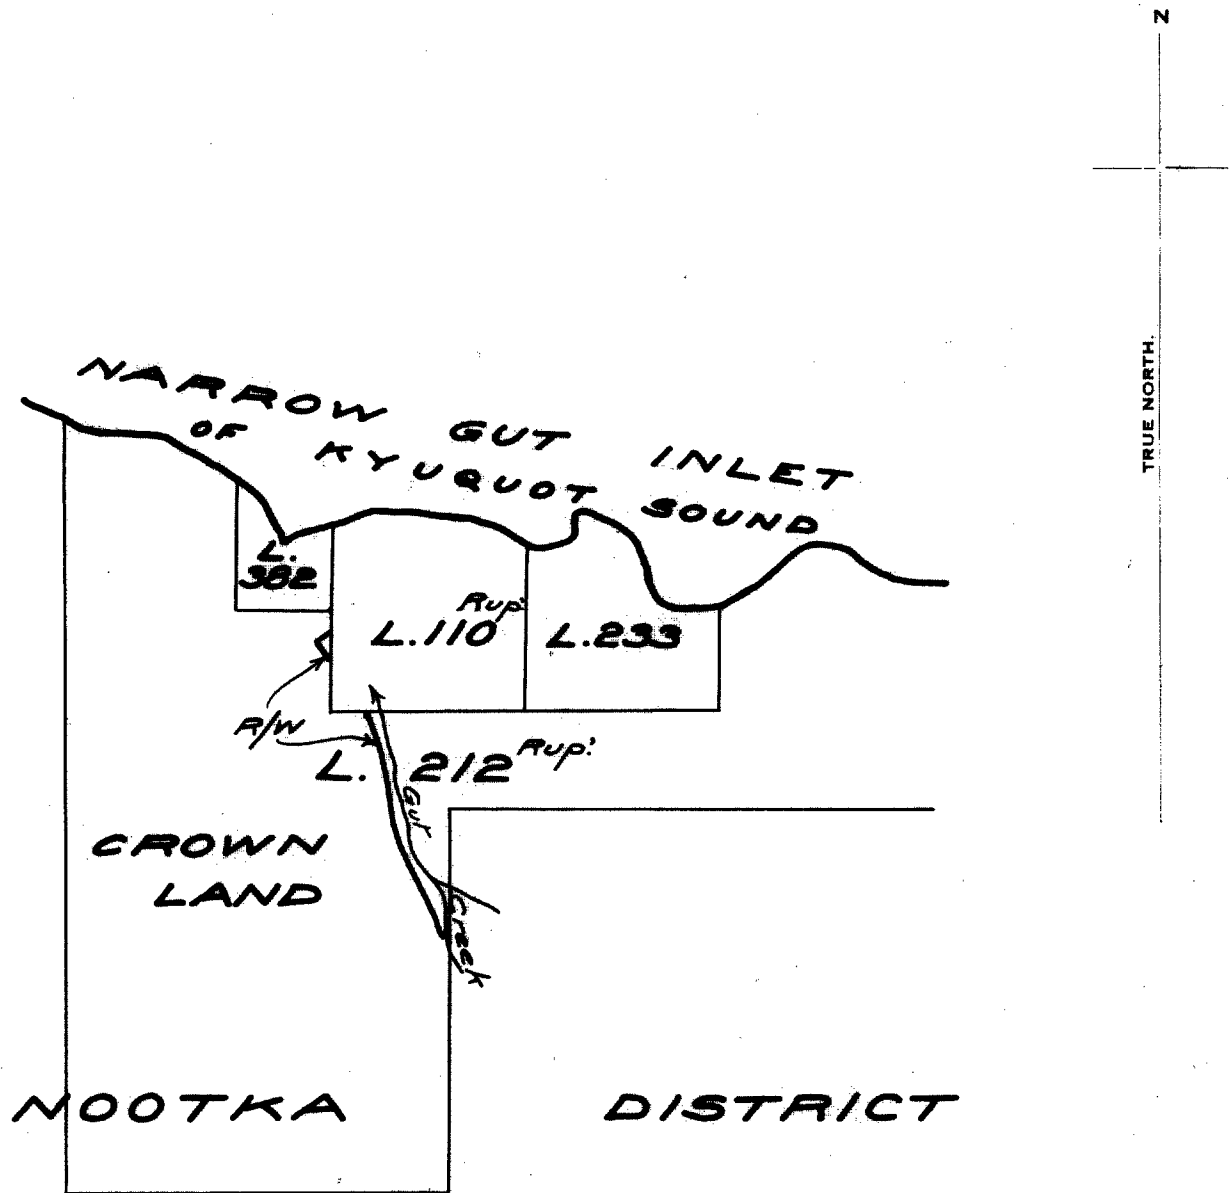 N
TRUE NORTH.
NARROW GUT INLET
OF KYUQUOT SOUND
L.
382
Rup:
L.110
L.233
R/W
L. 212 Rup:
Gut Creek
CROWN
LAND
NOOTKA DISTRICT